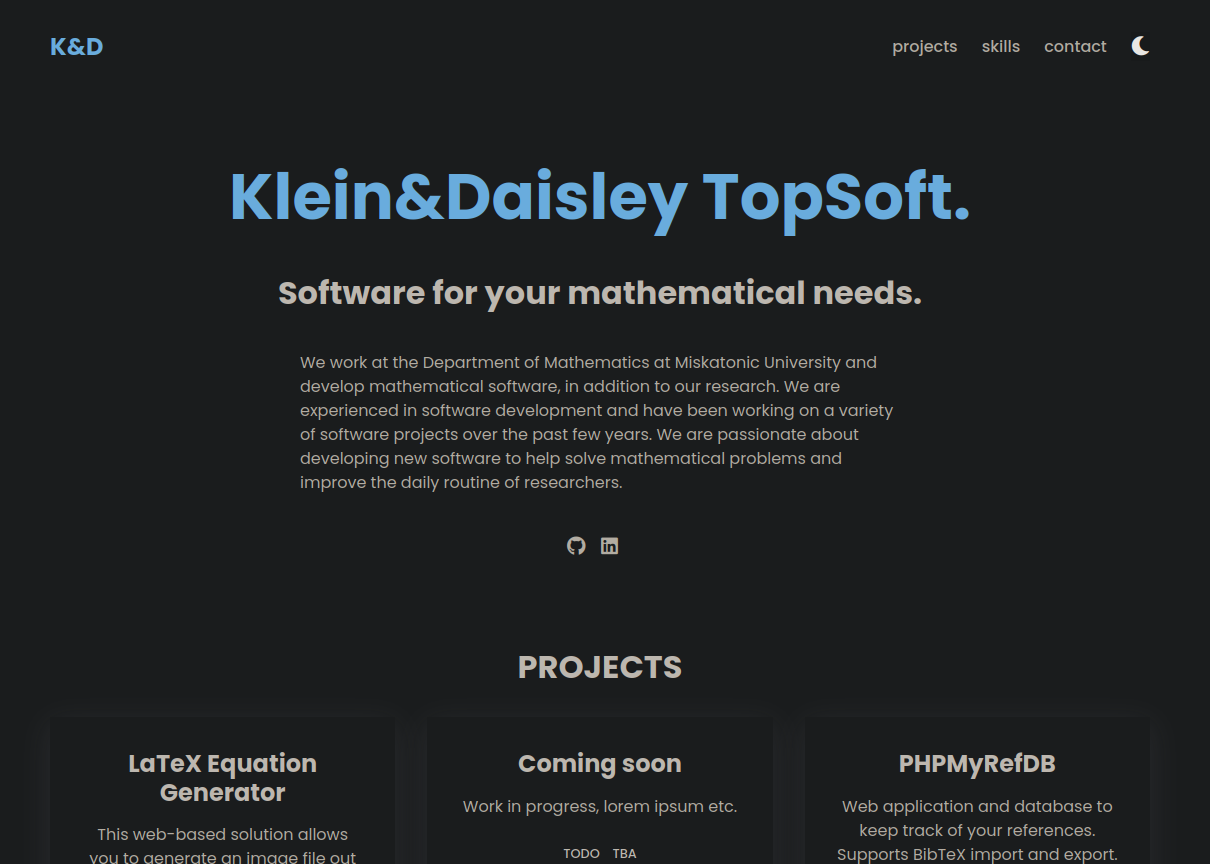 K&D
projects skills contact
Klein&Daisley TopSoft.
Software for your mathematical needs.
We work at the Department of Mathematics at Miskatonic University and
develop mathematical software, in addition to our research. We are
experienced in software development and have been working on a variety
of software projects over the past few years. We are passionate about
developing new software to help solve mathematical problems and
improve the daily routine of researchers.
in
PROJECTS
LaTeX Equation
Generator
This web-based solution allows
you to generate an image file out
Coming soon
Work in progress, lorem ipsum etc.
TODO TBA
PHPMyRefDB
Web application and database to
keep track of your references.
Supports BibTeX import and export.